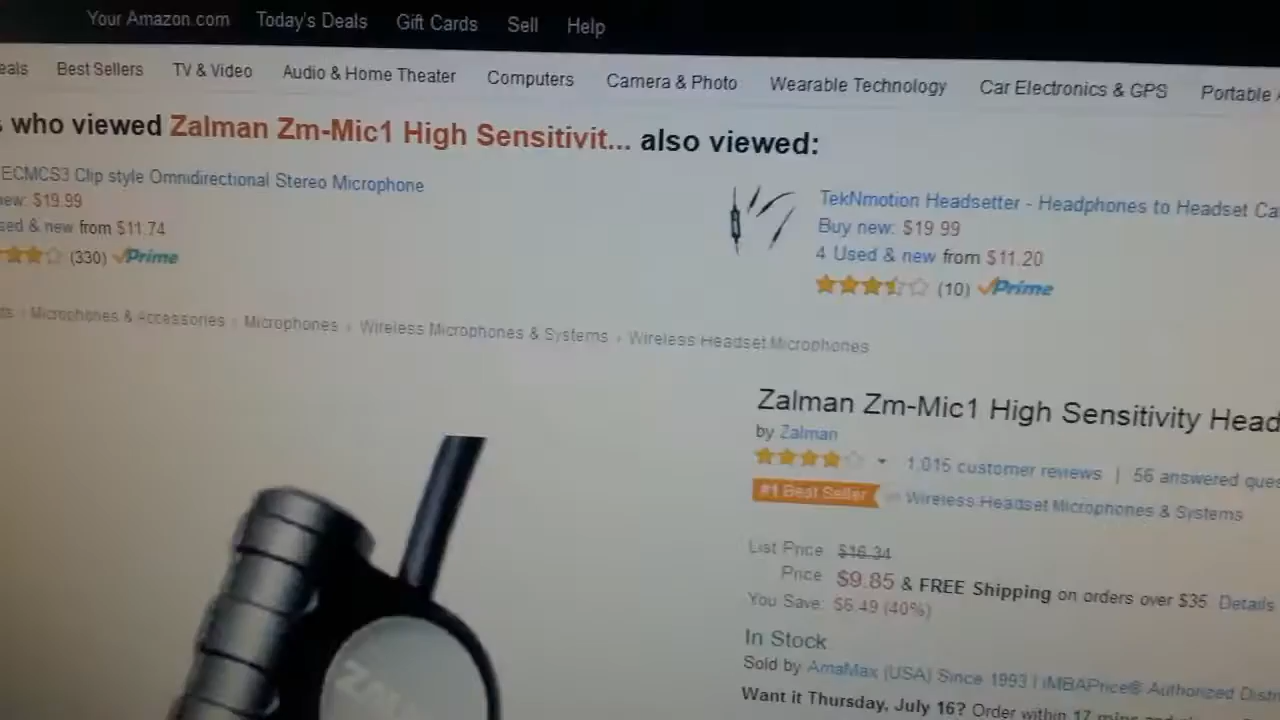 Your Amazon.com Today's Deals Gift Cards Sell Help
eals Best Sellers TV & Video Audio & Home Theater Computers Camera & Photo Wearable Technology Car Electronics & GPS Portable
who viewed Zalman Zm-Mic1 High Sensitivit... also viewed:
ECMCS3 Clip style Omnidirectional Stereo Microphone
ew: $19.99
sed & new from $11.74
(330) Prime
TekNmotion Headsetter - Headphones to Headset Ca
Buy new: $19.99
4 Used & new from $11.20
(10) Prime
ts › Microphones & Accessories › Microphones › Wireless Microphones & Systems › Wireless Headset Microphones
Zalman Zm-Mic1 High Sensitivity Head
by Zalman
1,015 customer reviews | 56 answered ques
#1 Best Seller in Wireless Headset Microphones & Systems
List Price: $16.34
Price: $9.85 & FREE Shipping on orders over $35. Details
You Save: $6.49 (40%)
In Stock
Sold by AmaMax (USA) Since 1993 | iMBAPrice® Authorized Distri
Want it Thursday, July 16? Order within 17 mins
ZAL